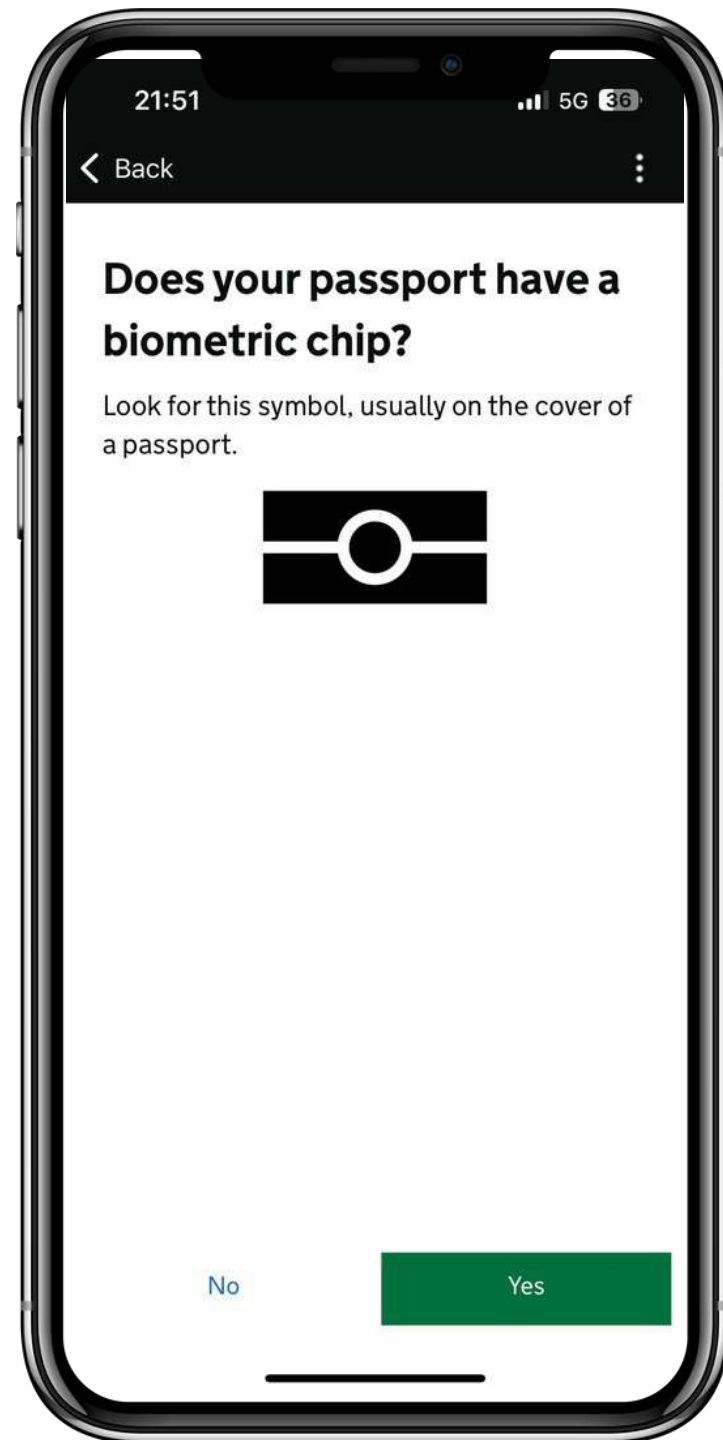 21:51
5G 36
Back
Does your passport have a
biometric chip?
Look for this symbol, usually on the cover of
a passport.
No
Yes